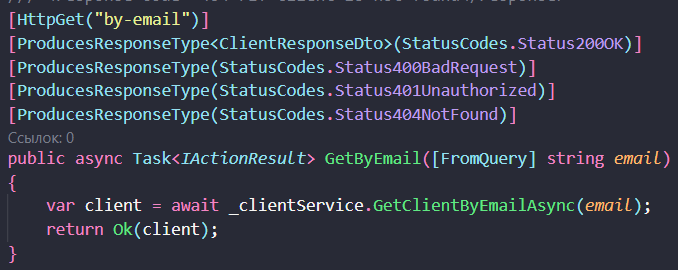 [HttpGet("by-email")]
[ProducesResponseType<ClientResponseDto>(StatusCodes.Status200OK)]
[ProducesResponseType(StatusCodes.Status400BadRequest)]
[ProducesResponseType(StatusCodes.Status401Unauthorized)]
[ProducesResponseType(StatusCodes.Status404NotFound)]
Ссылок: 0
public async Task<IActionResult> GetByEmail([FromQuery] string email)
{
    var client = await _clientService.GetClientByEmailAsync(email);
    return Ok(client);
}